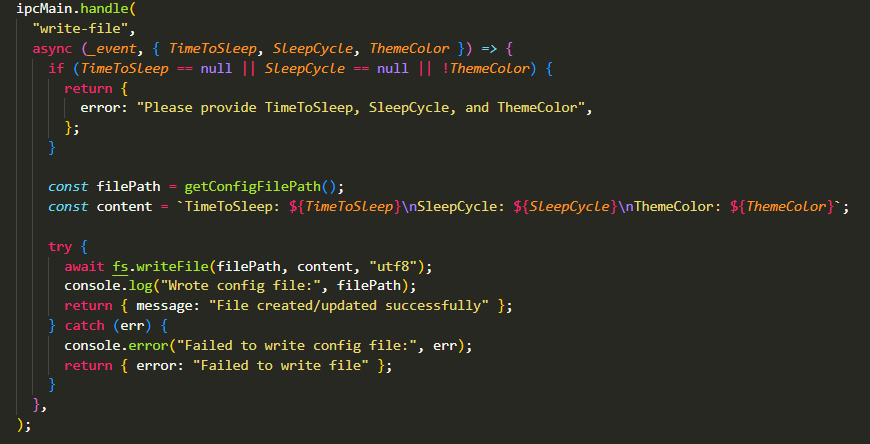 ipcMain.handle(
"write-file",
async (_event, { TimeToSleep, SleepCycle, ThemeColor }) => {
if (TimeToSleep == null || SleepCycle == null || !ThemeColor) {
return {
error: "Please provide TimeToSleep, SleepCycle, and ThemeColor",
};
}
const filePath = getConfigFilePath();
const content = `TimeToSleep: ${TimeToSleep}\nSleepCycle: ${SleepCycle}\nThemeColor: ${ThemeColor}`;
try {
await fs.writeFile(filePath, content, "utf8");
console.log("Wrote config file:", filePath);
return { message: "File created/updated successfully" };
} catch (err) {
console.error("Failed to write config file:", err);
return { error: "Failed to write file" };
}
},
);